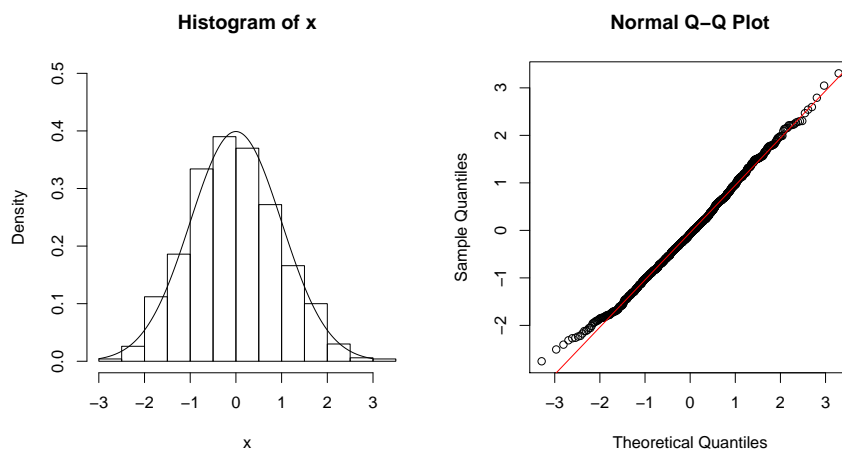 Histogram of x
Density
0.0 0.1 0.2 0.3 0.4 0.5
−3 −2 −1 0 1 2 3
x
Normal Q−Q Plot
Sample Quantiles
−2 −1 0 1 2 3
−3 −2 −1 0 1 2 3
Theoretical Quantiles